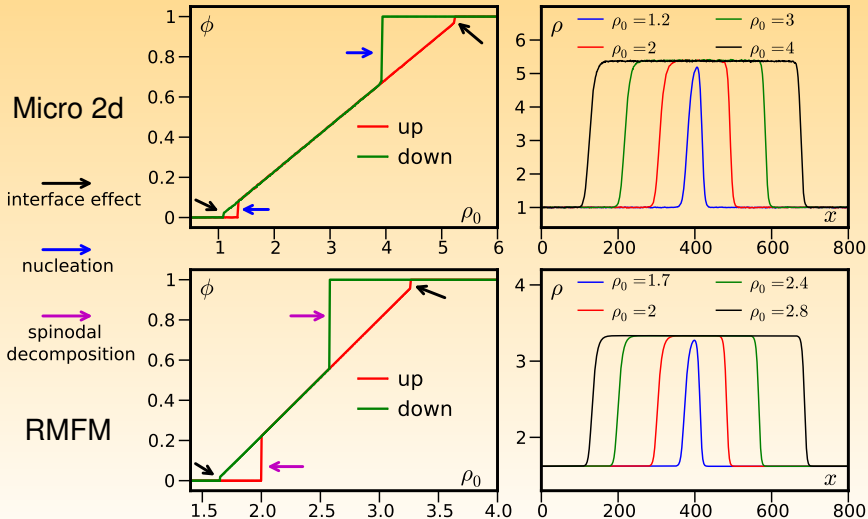 Micro 2d
interface effect
nucleation
spinodal
decomposition
RMFM
ϕ
1
0.8
0.6
0.4
0.2
0
up
down
ρ₀
1 2 3 4 5 6
ρ
ρ₀ =1.2 ρ₀ =3
ρ₀ =2 ρ₀ =4
6
5
4
3
2
1
x
0 200 400 600 800
ϕ
1
0.8
0.6
0.4
0.2
0
up
down
ρ₀
1.5 2.0 2.5 3.0 3.5 4.0
ρ
ρ₀ =1.7 ρ₀ =2.4
ρ₀ =2 ρ₀ =2.8
4
3
2
x
0 200 400 600 800